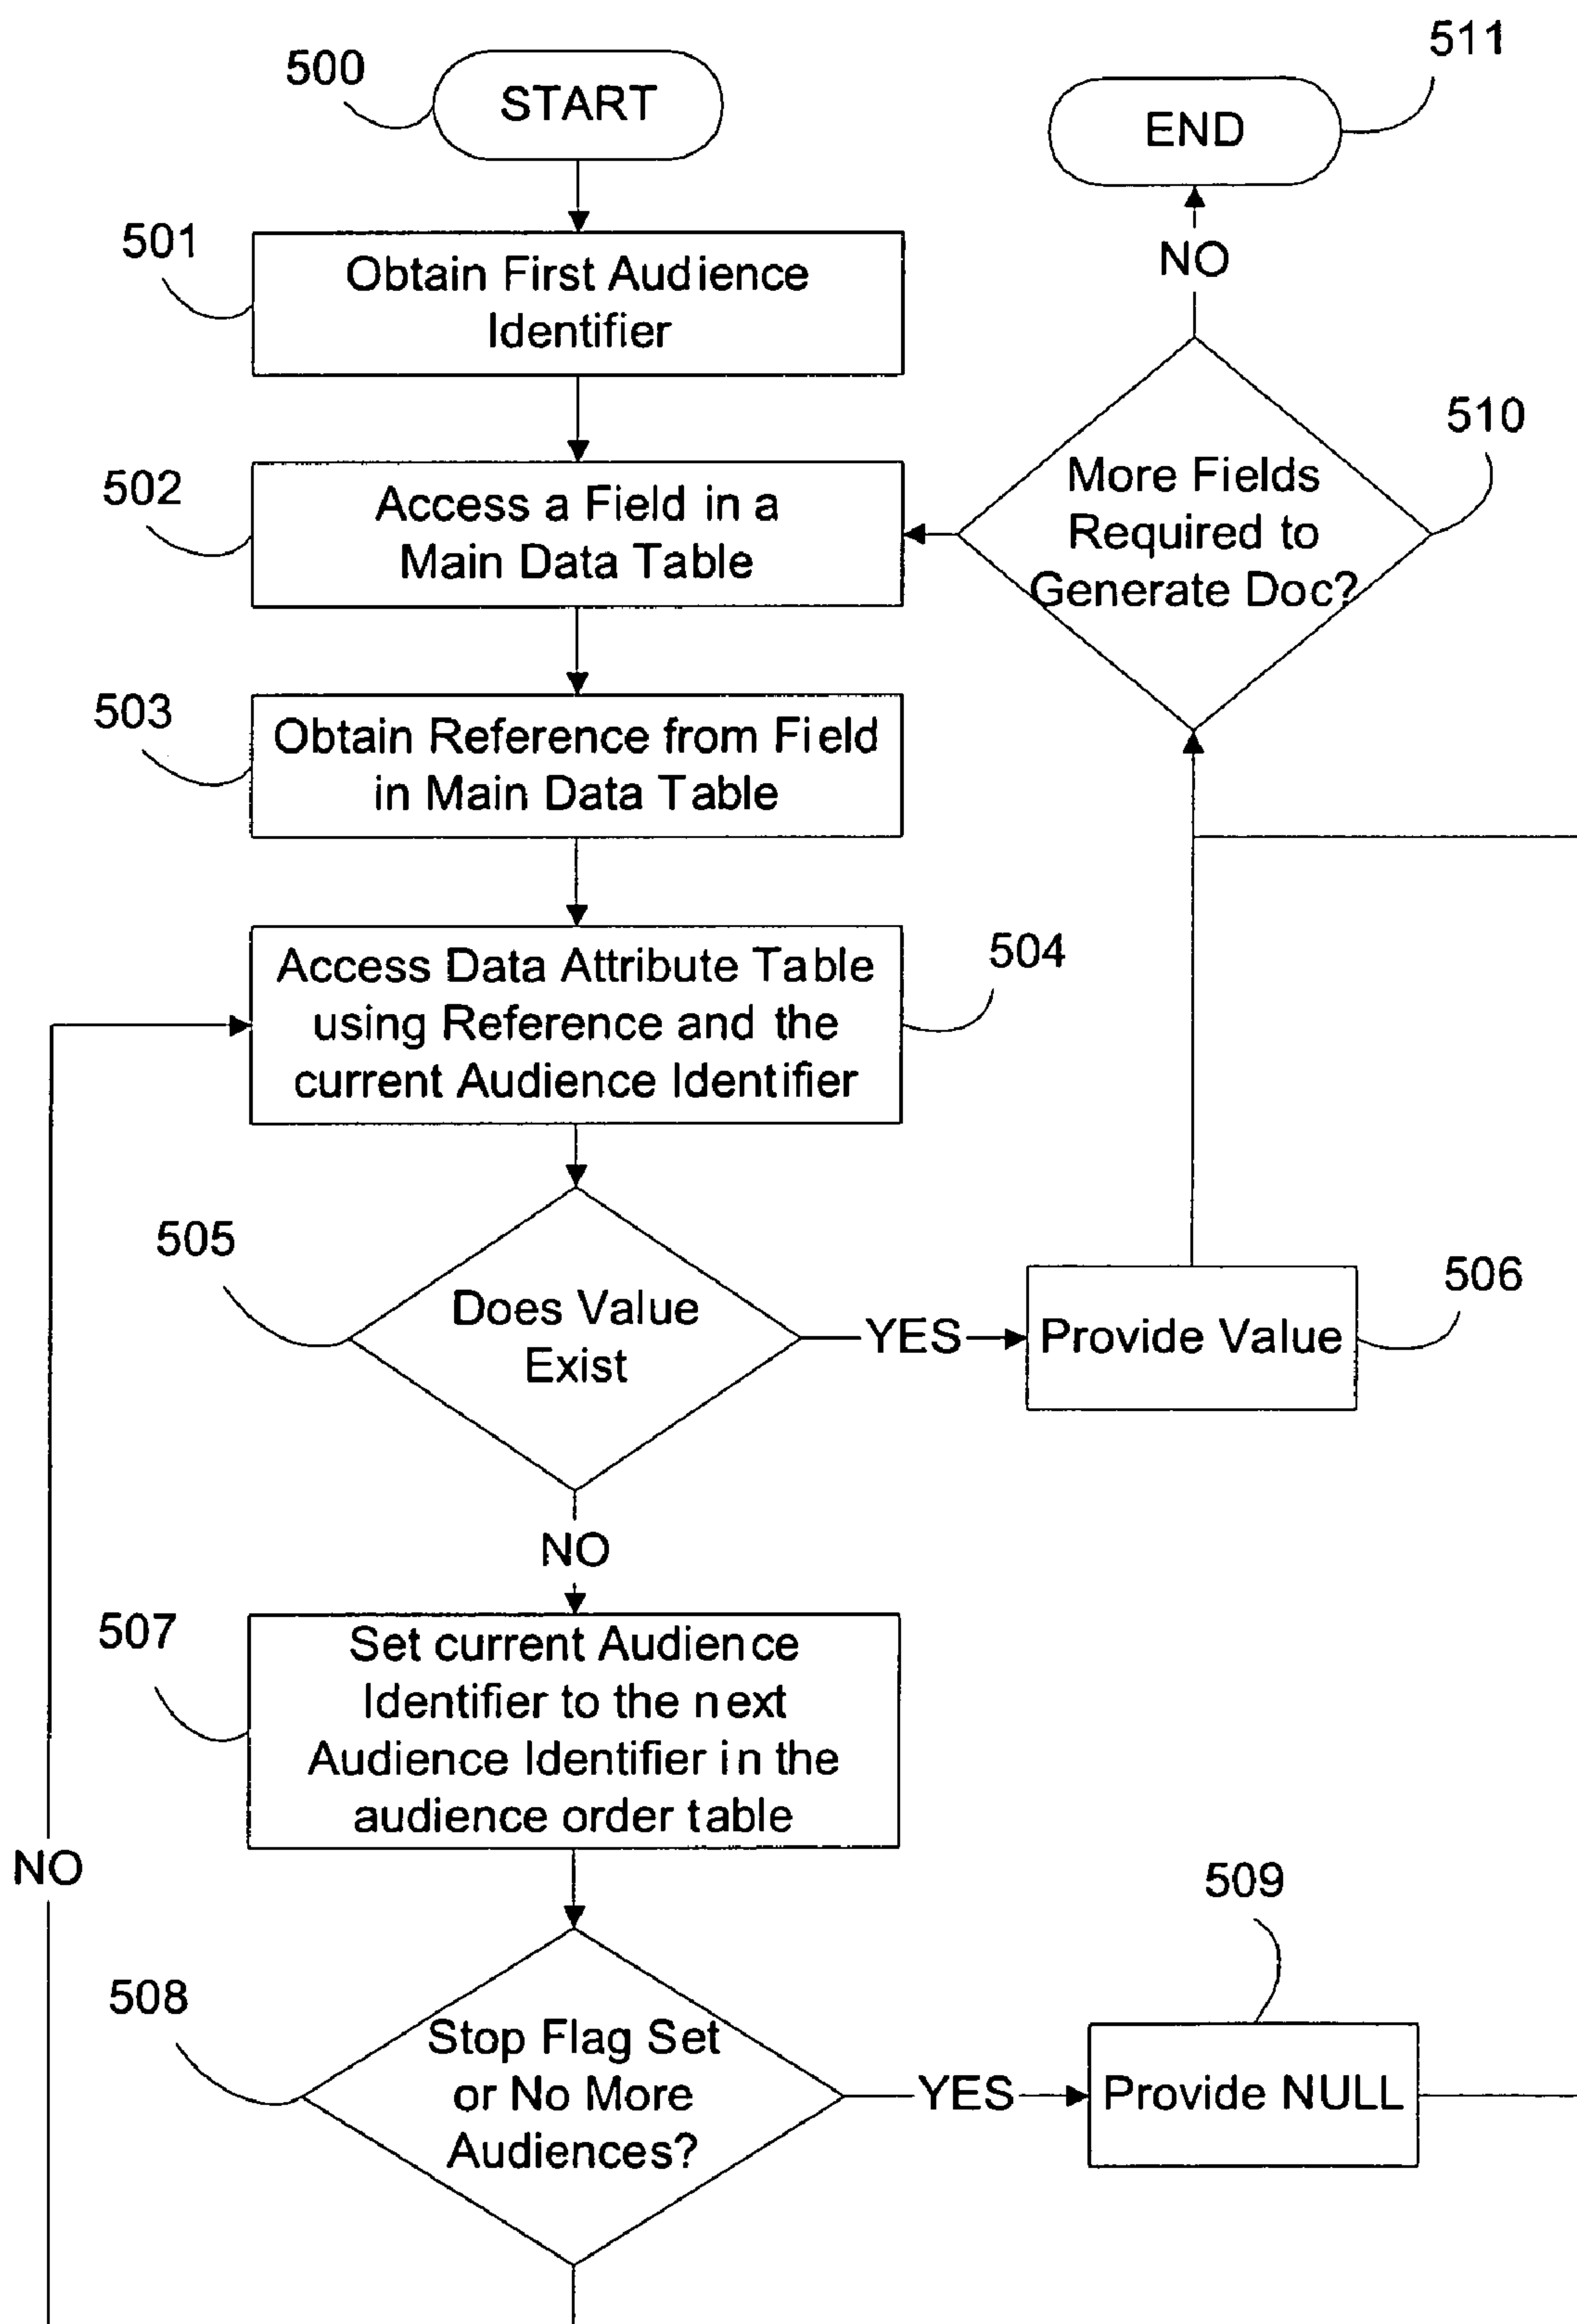 500
START
511
END
NO
501
Obtain First Audience
Identifier
510
More Fields
Required to
Generate Doc?
502
Access a Field in a
Main Data Table
503
Obtain Reference from Field
in Main Data Table
504
Access Data Attribute Table
using Reference and the
current Audience Identifier
505
Does Value
Exist
YES
506
Provide Value
NO
507
Set current Audience
Identifier to the next
Audience Identifier in the
audience order table
NO
508
Stop Flag Set
or No More
Audiences?
YES
509
Provide NULL